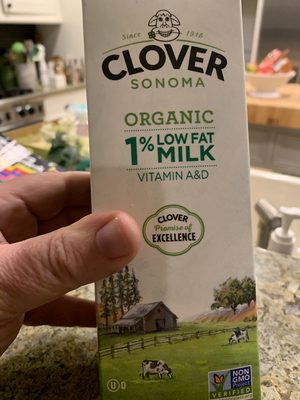 Since 1916
CLOVER
SONOMA
ORGANIC
1% LOW FAT
MILK
VITAMIN A&D
CLOVER
Promise of
EXCELLENCE
U D
NON
GMO
Project
VERIFIED